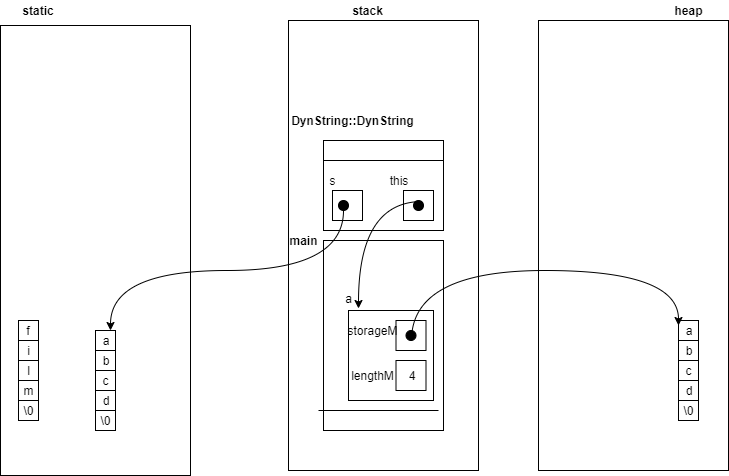 static
stack
heap
DynString::DynString
s
this
main
a
storageM
lengthM
4
f
i
l
m
\0
a
b
c
d
\0
a
b
c
d
\0